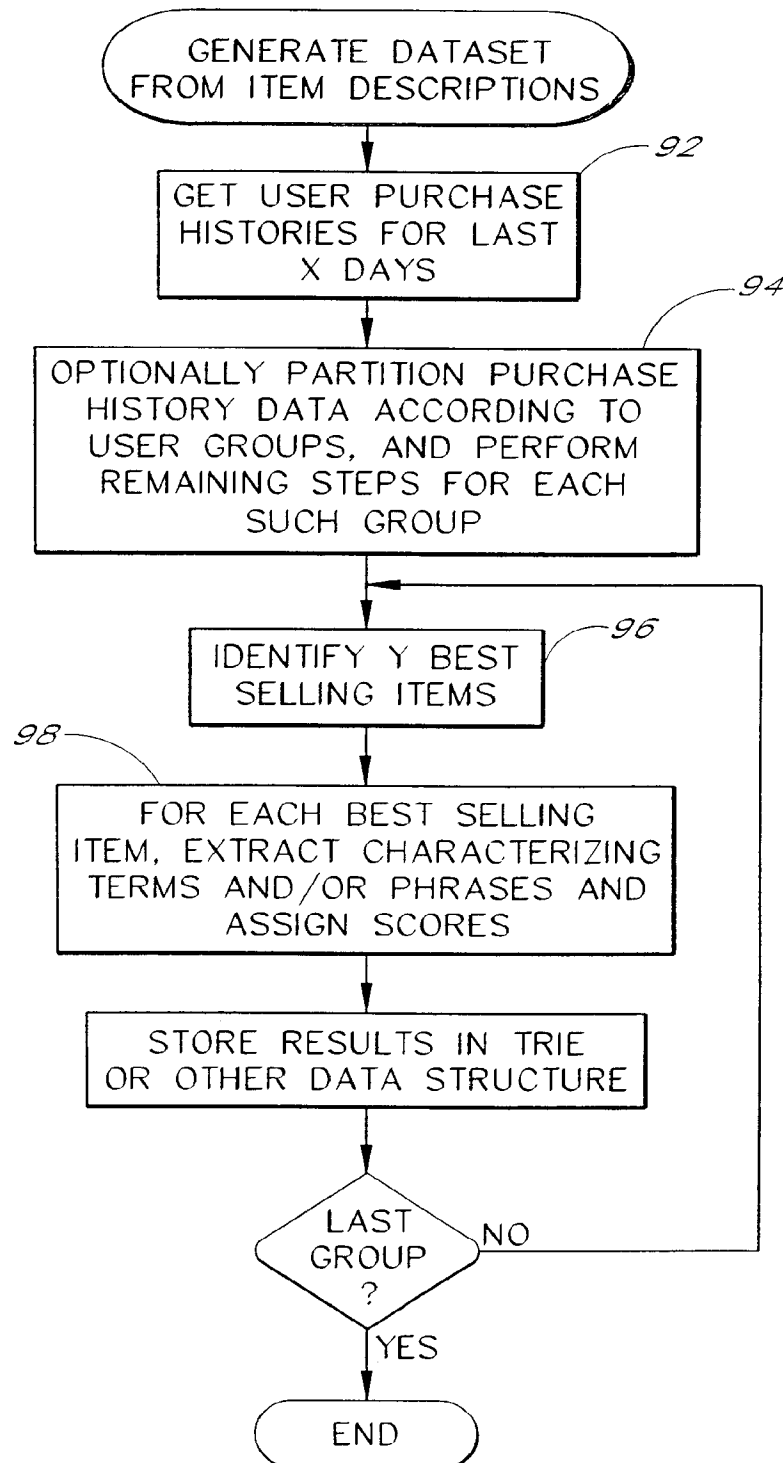 GENERATE DATASET
FROM ITEM DESCRIPTIONS
92
GET USER PURCHASE
HISTORIES FOR LAST
X DAYS
94
OPTIONALLY PARTITION PURCHASE
HISTORY DATA ACCORDING TO
USER GROUPS, AND PERFORM
REMAINING STEPS FOR EACH
SUCH GROUP
96
IDENTIFY Y BEST
SELLING ITEMS
98
FOR EACH BEST SELLING
ITEM, EXTRACT CHARACTERIZING
TERMS AND/OR PHRASES AND
ASSIGN SCORES
STORE RESULTS IN TRIE
OR OTHER DATA STRUCTURE
LAST
GROUP
?
NO
YES
END